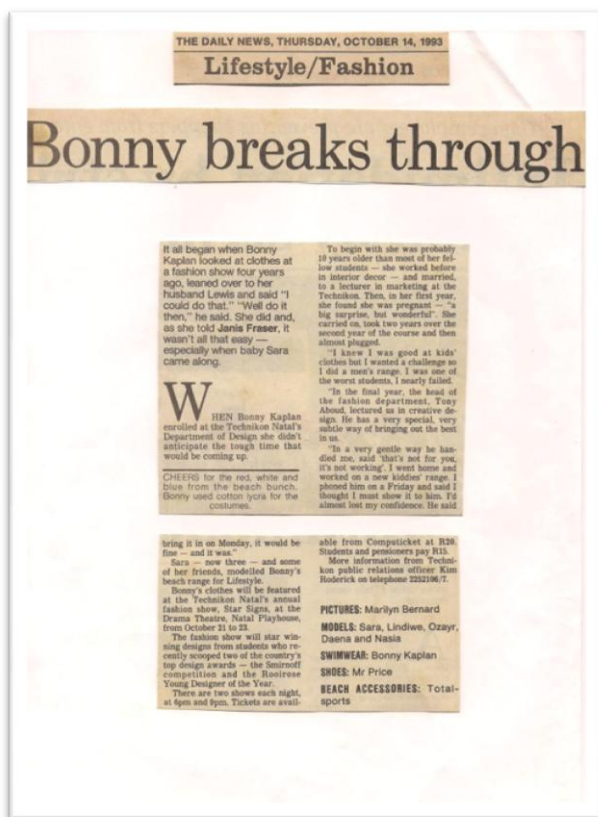 THE DAILY NEWS, THURSDAY, OCTOBER 14, 1993
Lifestyle/Fashion
Bonny breaks through
It all began when Bonny
Kaplan looked at clothes at
a fashion show four years
ago, leaned over to her
husband Lewis and said "I
could do that." "Well do it
then," he said. She did and,
as she told Janis Fraser, it
wasn't all that easy —
especially when baby Sara
came along.
WHEN Bonny Kaplan
enrolled at the Technikon Natal's
Department of Design she didn't
anticipate the tough time that
would be coming up.
CHEERS for the red, white and
blue from the beach bunch.
Bonny used cotton lycra for the
costumes.
To begin with she was probably
10 years older than most of her fel-
low students — she worked before
in interior decor — and married,
to a lecturer in marketing at the
Technikon. Then, in her first year,
she found she was pregnant — "a
big surprise, but wonderful". She
carried on, took two years over the
second year of the course and then
almost plugged.
"I knew I was good at kids'
clothes but I wanted a challenge so
I did a men's range. I was one of
the worst students, I nearly failed.
"In the final year, the head of
the fashion department, Tony
Aboud, lectured us in creative de-
sign. He has a very special, very
subtle way of bringing out the best
in us.
"In a very gentle way he han-
dled me, said 'that's not for you,
it's not working'. I went home and
worked on a new kiddies' range. I
phoned him on a Friday and said I
thought I must show it to him. I'd
almost lost my confidence. He said
bring it in on Monday, it would be
fine — and it was."
Sara — now three — and some
of her friends, modelled Bonny's
beach range for Lifestyle.
Bonny's clothes will be featured
at the Technikon Natal's annual
fashion show, Star Signs, at the
Drama Theatre, Natal Playhouse,
from October 21 to 23.
The fashion show will star win-
ning designs from students who re-
cently scooped two of the country's
top design awards — the Smirnoff
competition and the Rooirose
Young Designer of the Year.
There are two shows each night,
at 6pm and 8pm. Tickets are avail-
able from Computicket at R20.
Students and pensioners pay R15.
More information from Techni-
kon public relations officer Kim
Roderick on telephone 2252106/7.
PICTURES: Marilyn Bernard
MODELS: Sara, Lindiwe, Ozayr,
Daena and Nasia
SWIMWEAR: Bonny Kaplan
SHOES: Mr Price
BEACH ACCESSORIES: Total-
sports